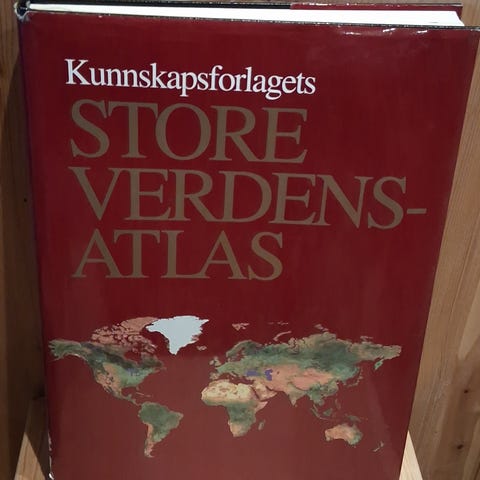 Kunnskapsforlagets
STORE
VERDENS-
ATLAS